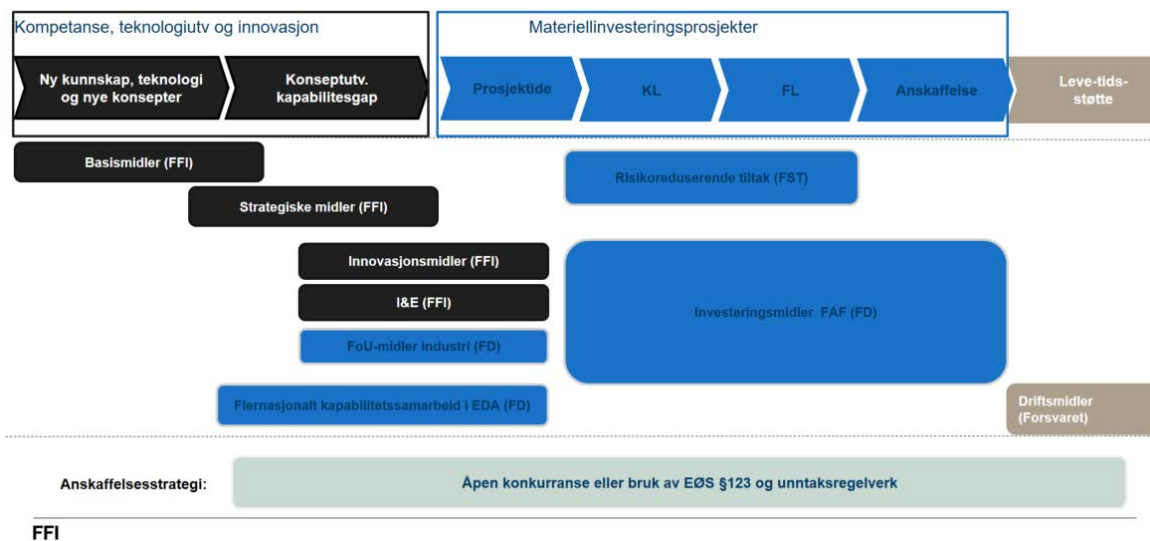 Kompetanse, teknologiutv og innovasjon
Materiellinvesteringsprosjekter
Ny kunnskap, teknologi
og nye konsepter
Konseptutv.
kapabilitesgap
Prosjektide
KL
FL
Anskaffelse
Leve-tids-
støtte
Basismidler (FFI)
Risikoreduserende tiltak (FST)
Strategiske midler (FFI)
Innovasjonsmidler (FFI)
I&E (FFI)
Investeringsmidler FAF (FD)
FoU-midler industri (FD)
Flernasjonalt kapabilitetssamarbeid i EDA (FD)
Driftsmidler
(Forsvaret)
Anskaffelsesstrategi:
Åpen konkurranse eller bruk av EØS §123 og unntaksregelverk
FFI